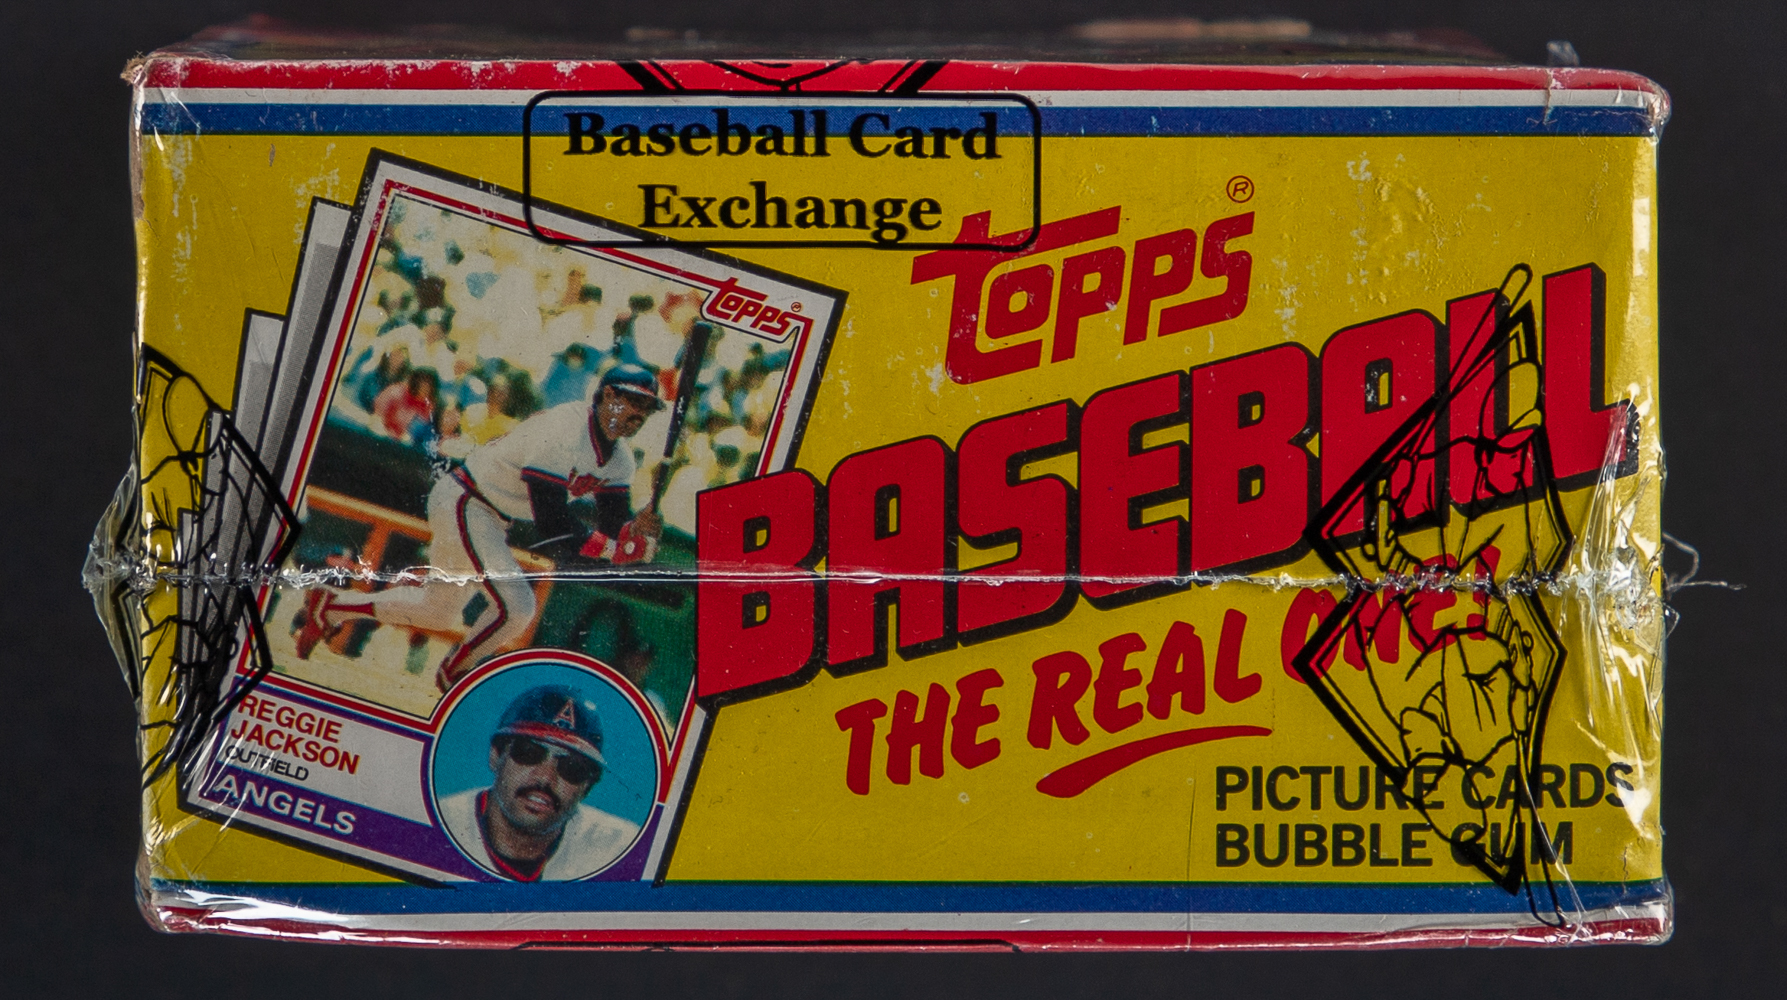 Baseball Card
Exchange
TOPPS®
BASEBALL
THE REAL ONE!
PICTURE CARDS
BUBBLE GUM
TOPPS®
REGGIE
JACKSON
OUTFIELD
ANGELS
A